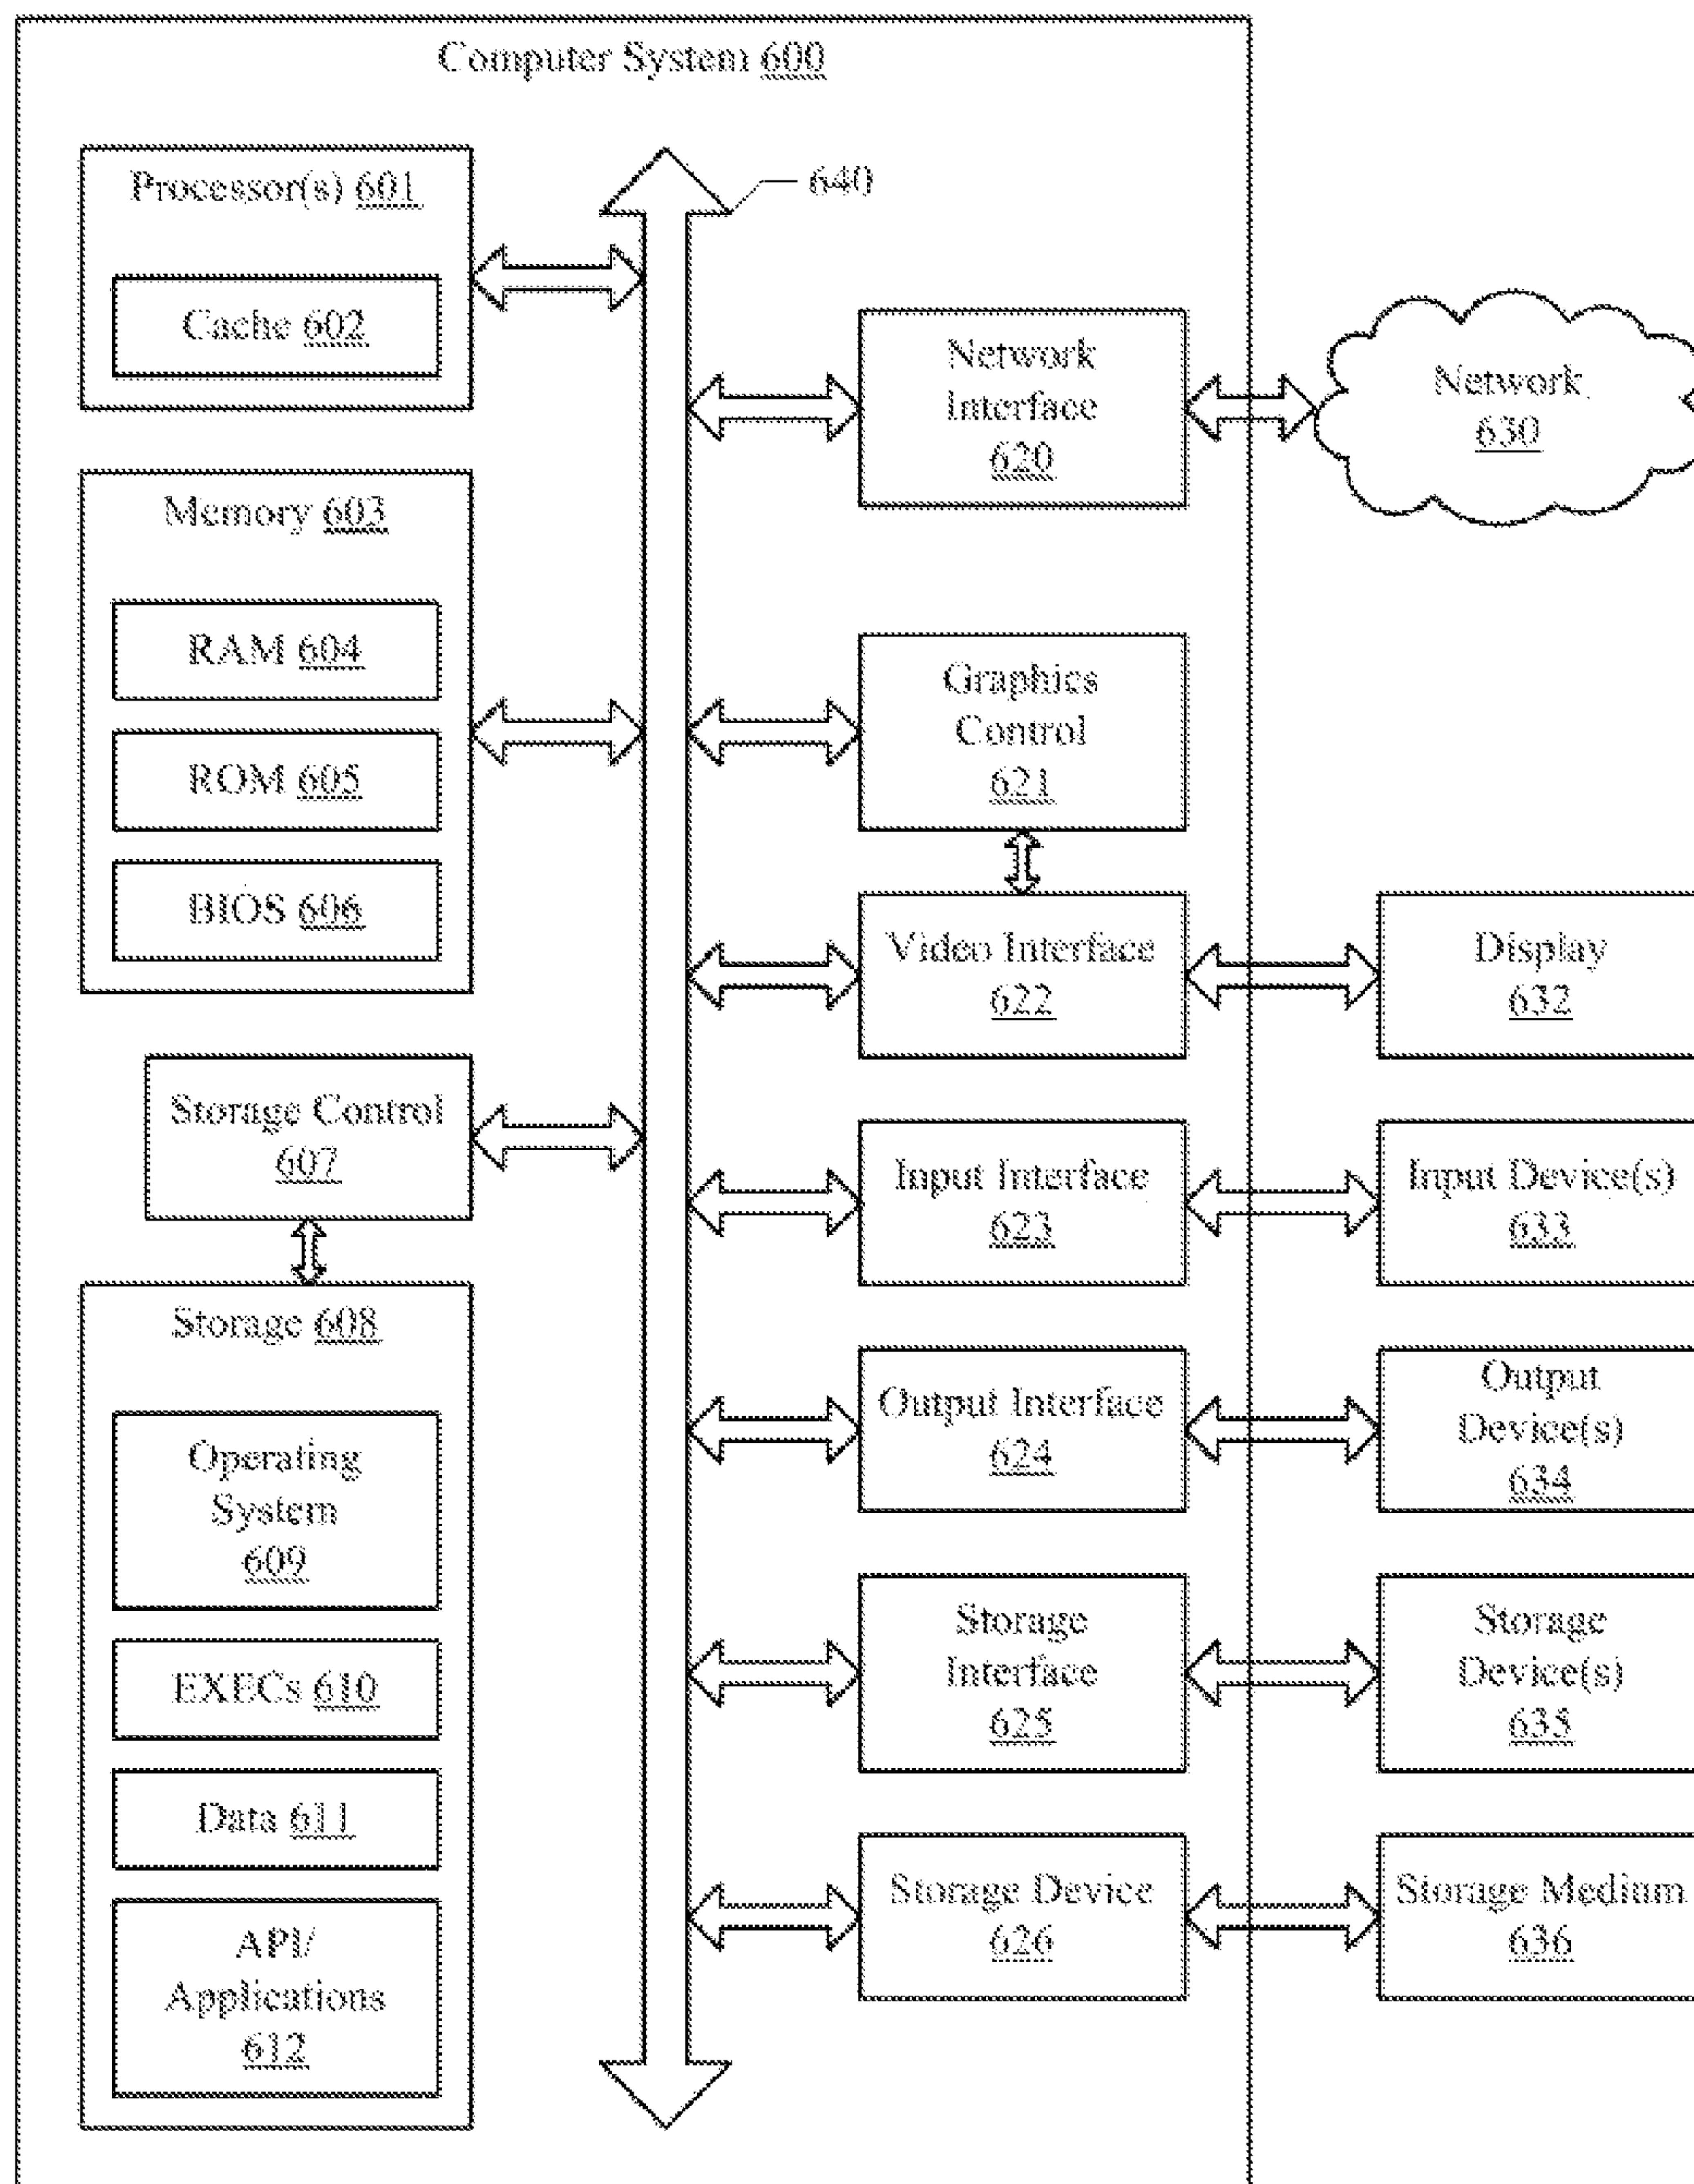 Computer System 600
Processor(s) 601
Cache 602
640
Memory 603
RAM 604
ROM 605
BIOS 606
Storage Control
607
Storage 608
Operating
System
609
EXECs 610
Data 611
API/
Applications
612
Network
Interface
620
Network
630
Graphics
Control
621
Video Interface
622
Display
632
Input Interface
623
Input Device(s)
633
Output Interface
624
Output
Device(s)
634
Storage
Interface
625
Storage
Device(s)
635
Storage Device
626
Storage Medium
636